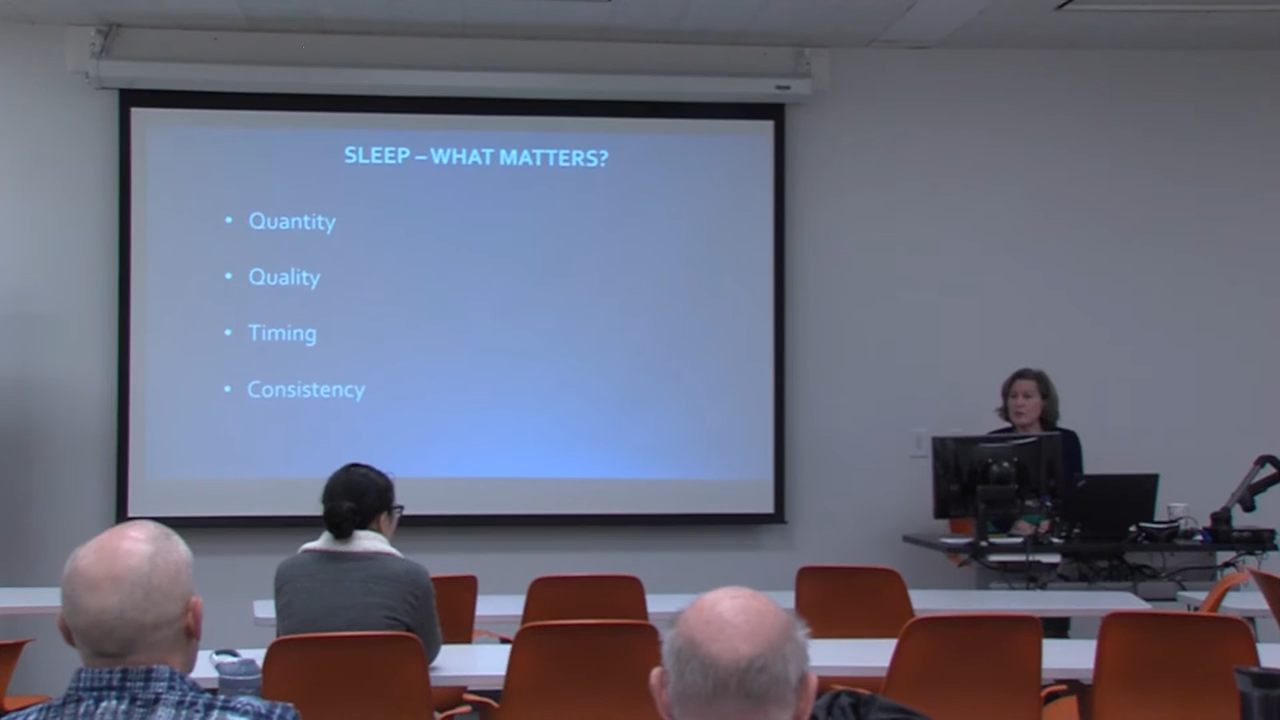 SLEEP – WHAT MATTERS?
• Quantity
• Quality
• Timing
• Consistency